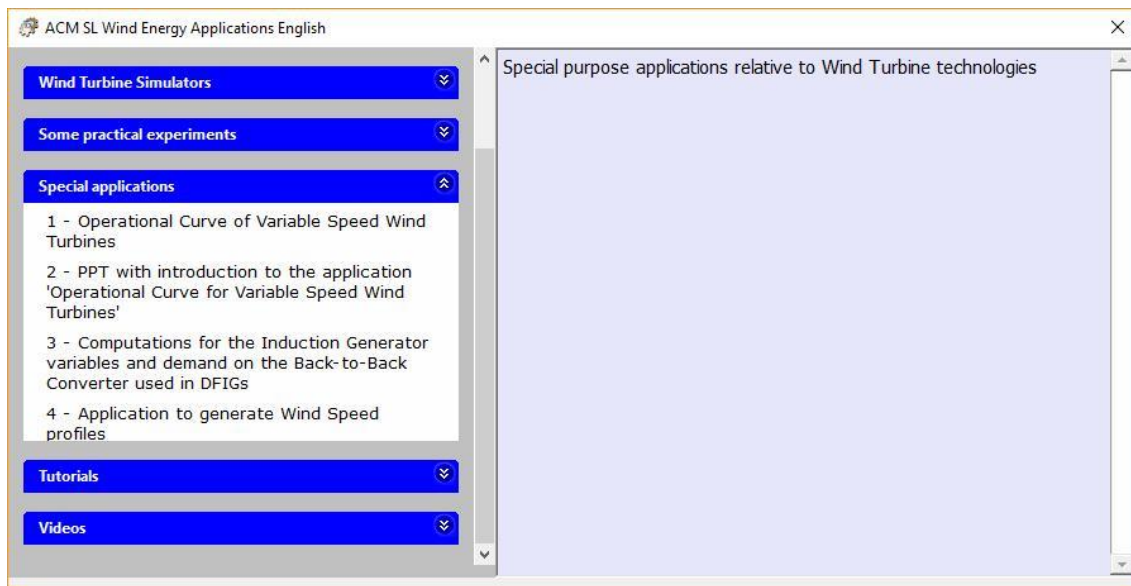 ACM SL Wind Energy Applications English
Wind Turbine Simulators
Some practical experiments
Special applications
1 - Operational Curve of Variable Speed Wind
Turbines
2 - PPT with introduction to the application
'Operational Curve for Variable Speed Wind
Turbines'
3 - Computations for the Induction Generator
variables and demand on the Back-to-Back
Converter used in DFIGs
4 - Application to generate Wind Speed
profiles
Tutorials
Videos
Special purpose applications relative to Wind Turbine technologies